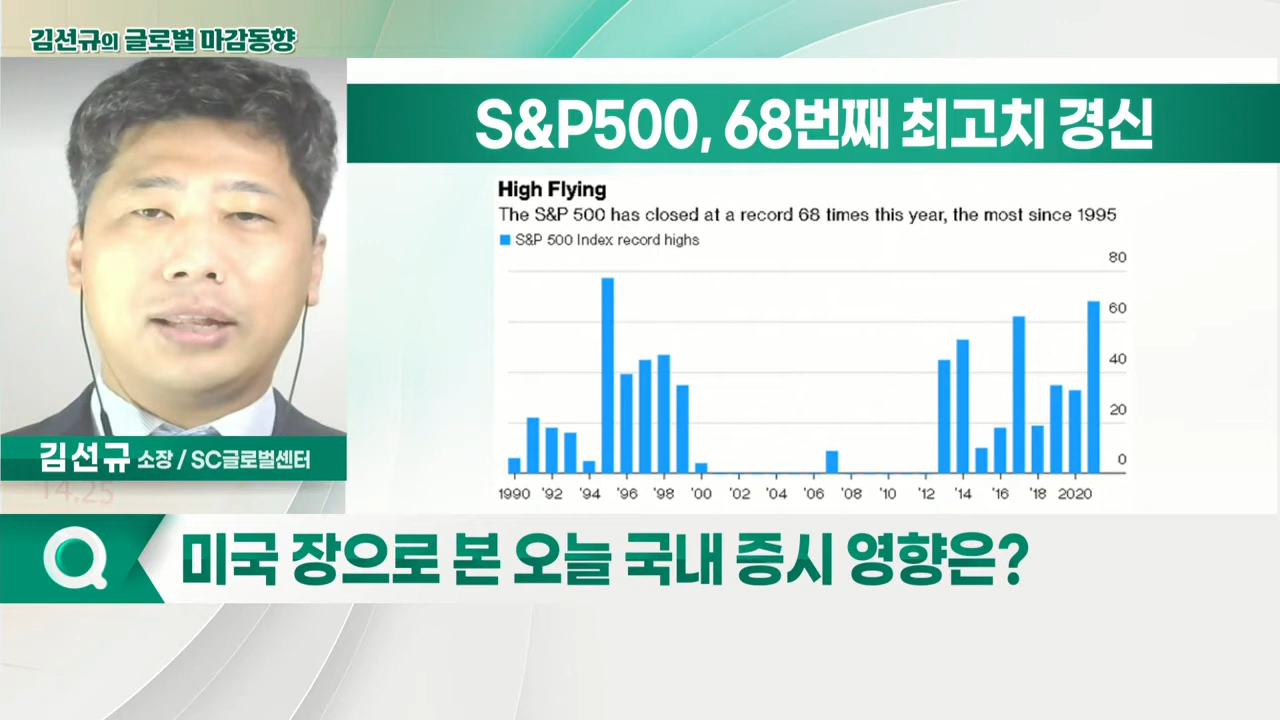 김선규의 글로벌 마감동향
S&P500, 68번째 최고치 경신
High Flying
The S&P 500 has closed at a record 68 times this year, the most since 1995
S&P 500 Index record highs
80
60
40
20
0
1990 '92 '94 '96 '98 '00 '02 '04 '06 '08 '10 '12 '14 '16 '18 2020
김선규 소장 / SC글로벌센터
14.25
Q 미국 장으로 본 오늘 국내 증시 영향은?